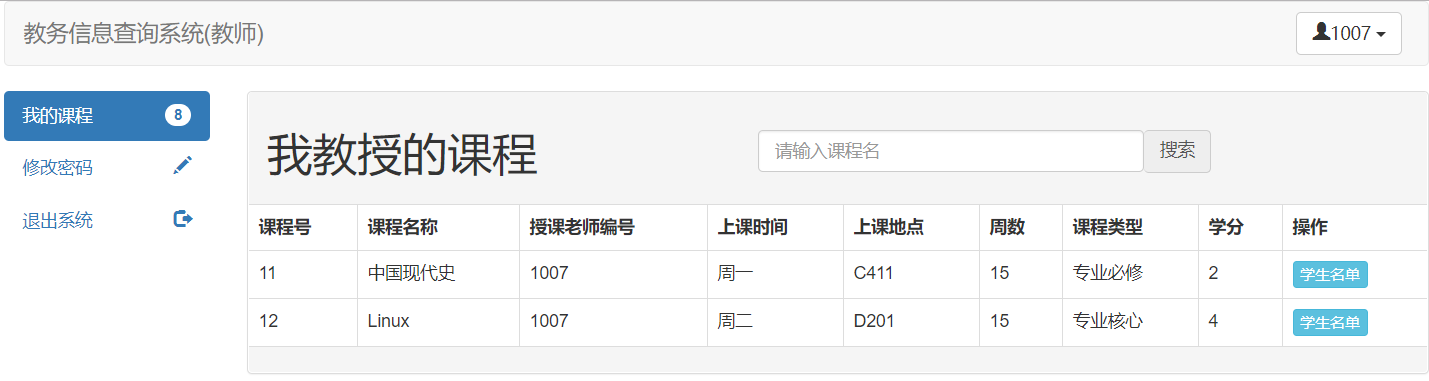 教务信息查询系统(教师)
1007
我的课程 8
修改密码
退出系统
我教授的课程
请输入课程名 搜索
课程号 课程名称 授课老师编号 上课时间 上课地点 周数 课程类型 学分 操作
11 中国现代史 1007 周一 C411 15 专业必修 2 学生名单
12 Linux 1007 周二 D201 15 专业核心 4 学生名单